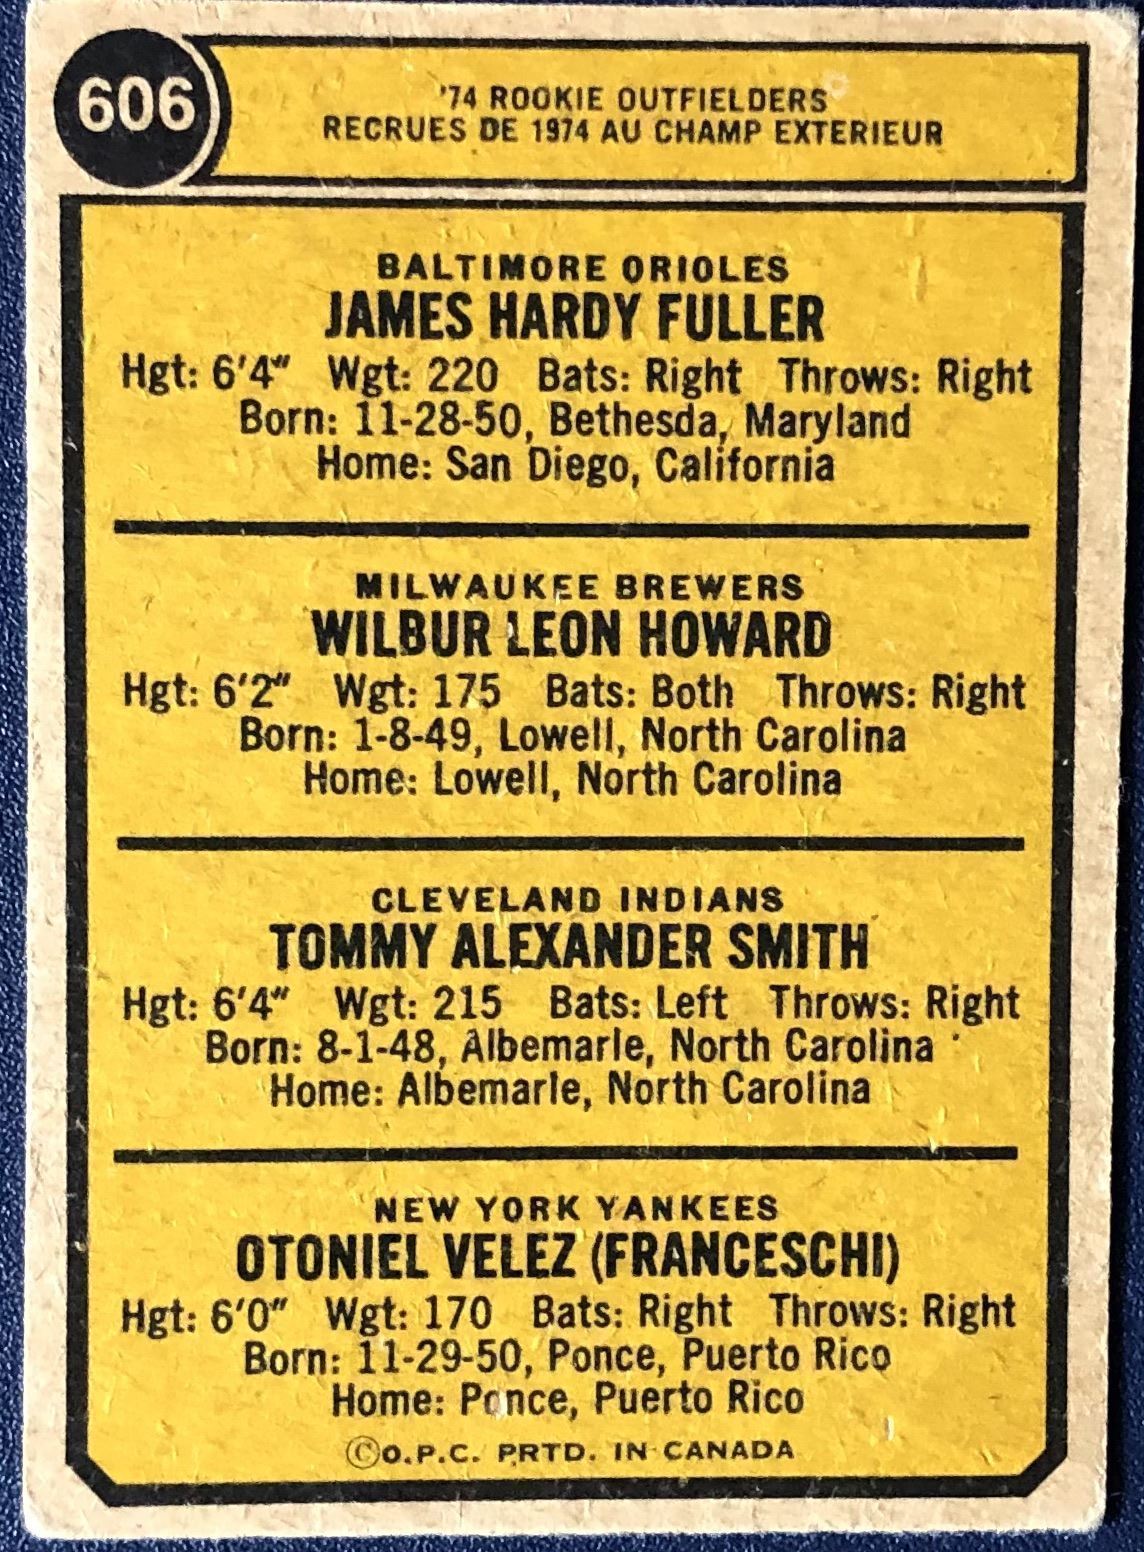 606
'74 ROOKIE OUTFIELDERS
RECRUES DE 1974 AU CHAMP EXTERIEUR
BALTIMORE ORIOLES
JAMES HARDY FULLER
Hgt: 6'4" Wgt: 220 Bats: Right Throws: Right
Born: 11-28-50, Bethesda, Maryland
Home: San Diego, California
MILWAUKEE BREWERS
WILBUR LEON HOWARD
Hgt: 6'2" Wgt: 175 Bats: Both Throws: Right
Born: 1-8-49, Lowell, North Carolina
Home: Lowell, North Carolina
CLEVELAND INDIANS
TOMMY ALEXANDER SMITH
Hgt: 6'4" Wgt: 215 Bats: Left Throws: Right
Born: 8-1-48, Albemarle, North Carolina
Home: Albemarle, North Carolina
NEW YORK YANKEES
OTONIEL VELEZ (FRANCESCHI)
Hgt: 6'0" Wgt: 170 Bats: Right Throws: Right
Born: 11-29-50, Ponce, Puerto Rico
Home: Ponce, Puerto Rico
©O.P.C. PRTD. IN CANADA